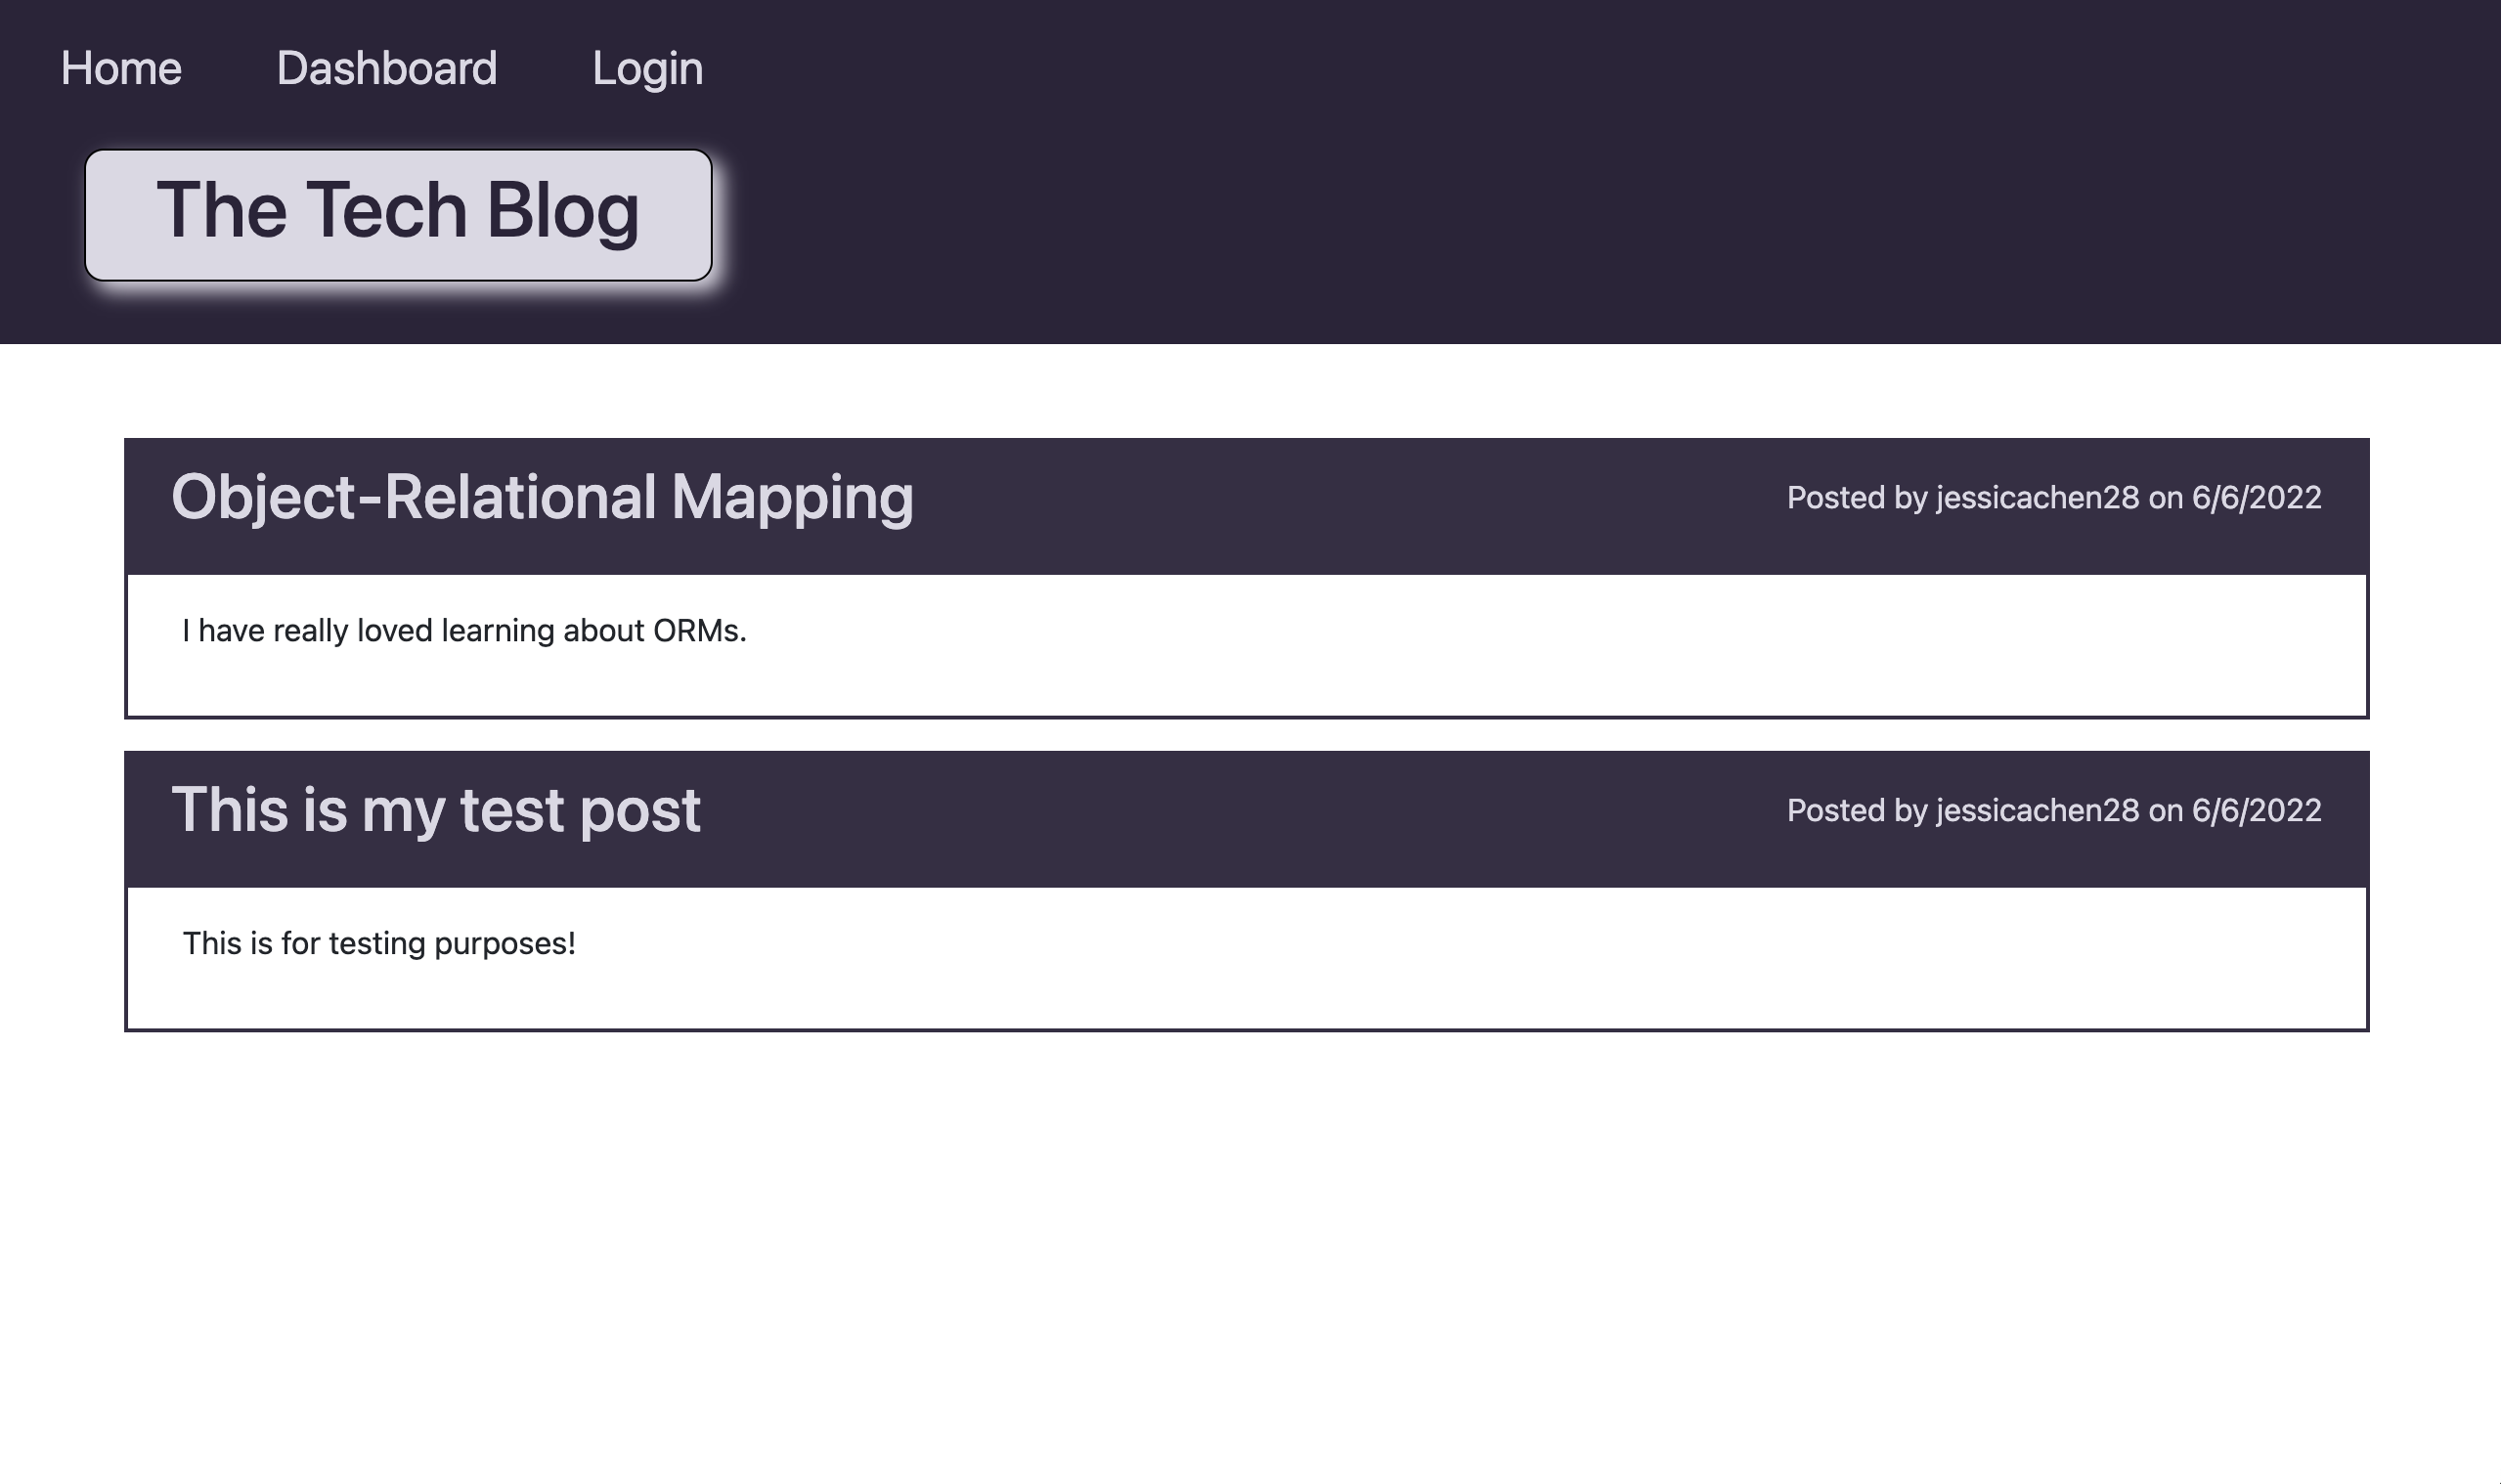 Home Dashboard Login
The Tech Blog
Object-Relational Mapping Posted by jessicachen28 on 6/6/2022
I have really loved learning about ORMs.
This is my test post Posted by jessicachen28 on 6/6/2022
This is for testing purposes!